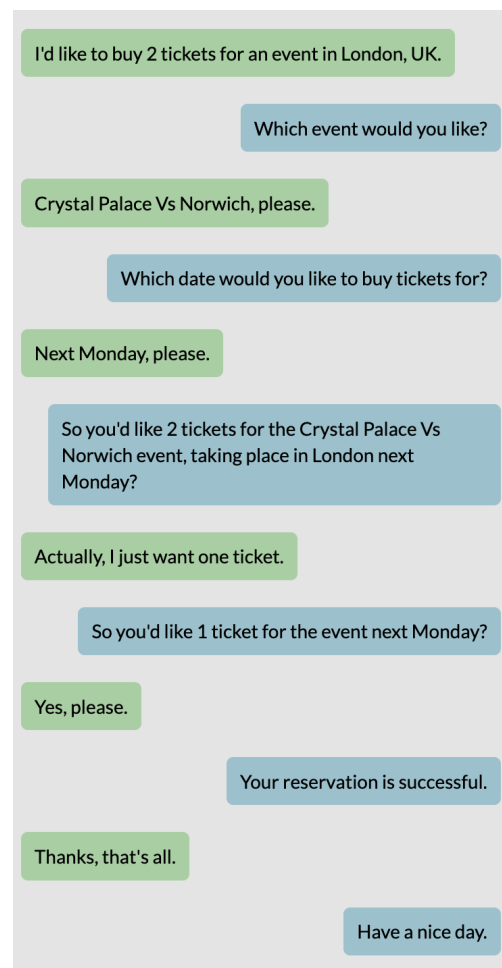 I'd like to buy 2 tickets for an event in London, UK.
Which event would you like?
Crystal Palace Vs Norwich, please.
Which date would you like to buy tickets for?
Next Monday, please.
So you'd like 2 tickets for the Crystal Palace Vs
Norwich event, taking place in London next
Monday?
Actually, I just want one ticket.
So you'd like 1 ticket for the event next Monday?
Yes, please.
Your reservation is successful.
Thanks, that's all.
Have a nice day.